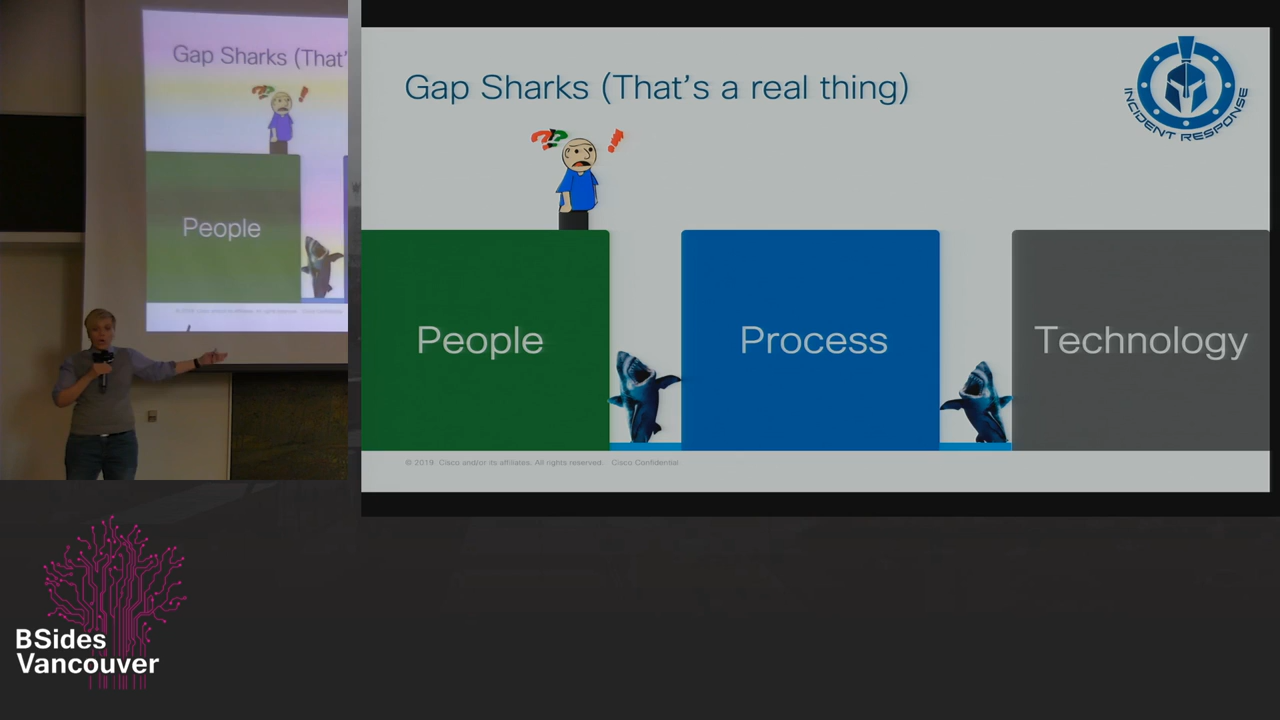 Gap Sharks (That'
People
Gap Sharks (That's a real thing)
INCIDENT RESPONSE
?? !
People
Process
Technology
© 2019 Cisco and/or its affiliates. All rights reserved. Cisco Confidential
BSides
Vancouver